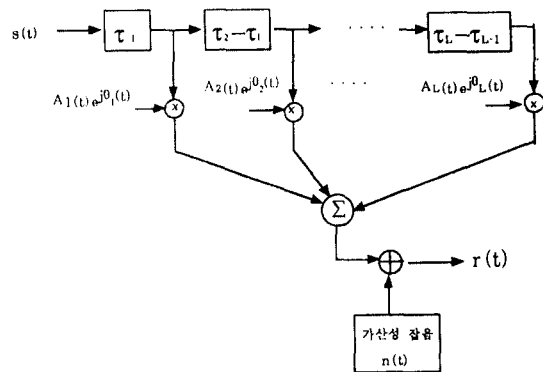 s(t)
τ₁
τ₂−τ₁
‥‥
τL−τL-1
‥‥
A₁(t) e^jθ₁(t)
A₂(t) e^jθ₂(t)
AL(t) e^jθL(t)
×
×
×
Σ
+
r(t)
가산성 잡음
n(t)